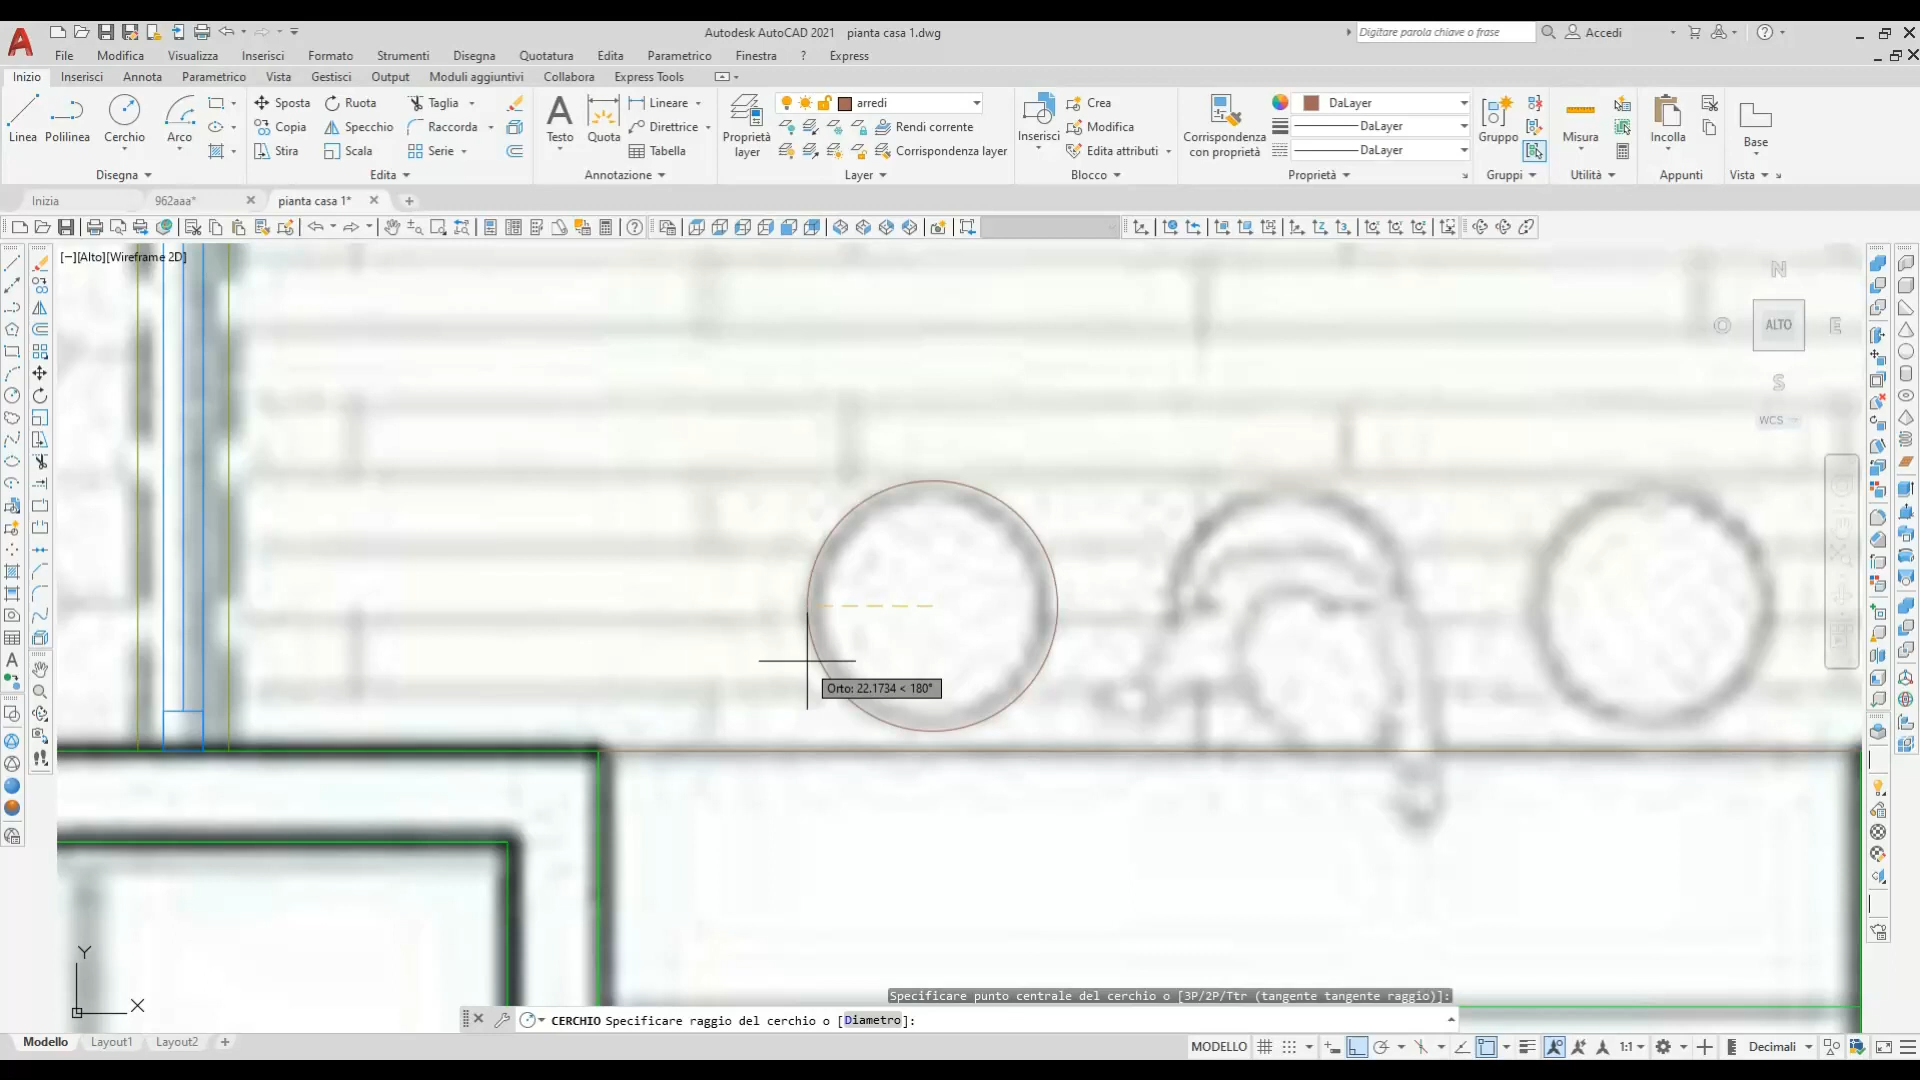 Autodesk AutoCAD 2021 pianta casa 1.dwg
Digitare parola chiave o frase
Accedi
File Modifica Visualizza Inserisci Formato Strumenti Disegna Quotatura Edita Parametrico Finestra ? Express
Inizio Inserisci Annota Parametrico Vista Gestisci Output Moduli aggiuntivi Collabora Express Tools
Linea Polilinea Cerchio Arco
Sposta Ruota Taglia
Copia Specchio Raccorda
Stira Scala Serie
Testo Quota
Lineare
Direttrice
Tabella
Proprietà layer
arredi
Rendi corrente
Corrispondenza layer
Inserisci
Crea
Modifica
Edita attributi
Corrispondenza con proprietà
DaLayer
DaLayer
DaLayer
Gruppo
Misura
Incolla
Base
Disegna Edita Annotazione Layer Blocco Proprietà Gruppi Utilità Appunti Vista
Inizia 962aaa* pianta casa 1*
[−][Alto][Wireframe 2D]
N
O ALTO E
S
WCS
Orto: 22.1734 < 180°
Y
X
Specificare punto centrale del cerchio o [3P/2P/Ttr (tangente tangente raggio)]:
CERCHIO Specificare raggio del cerchio o [Diametro]:
Modello Layout1 Layout2 +
MODELLO 1:1 Decimali